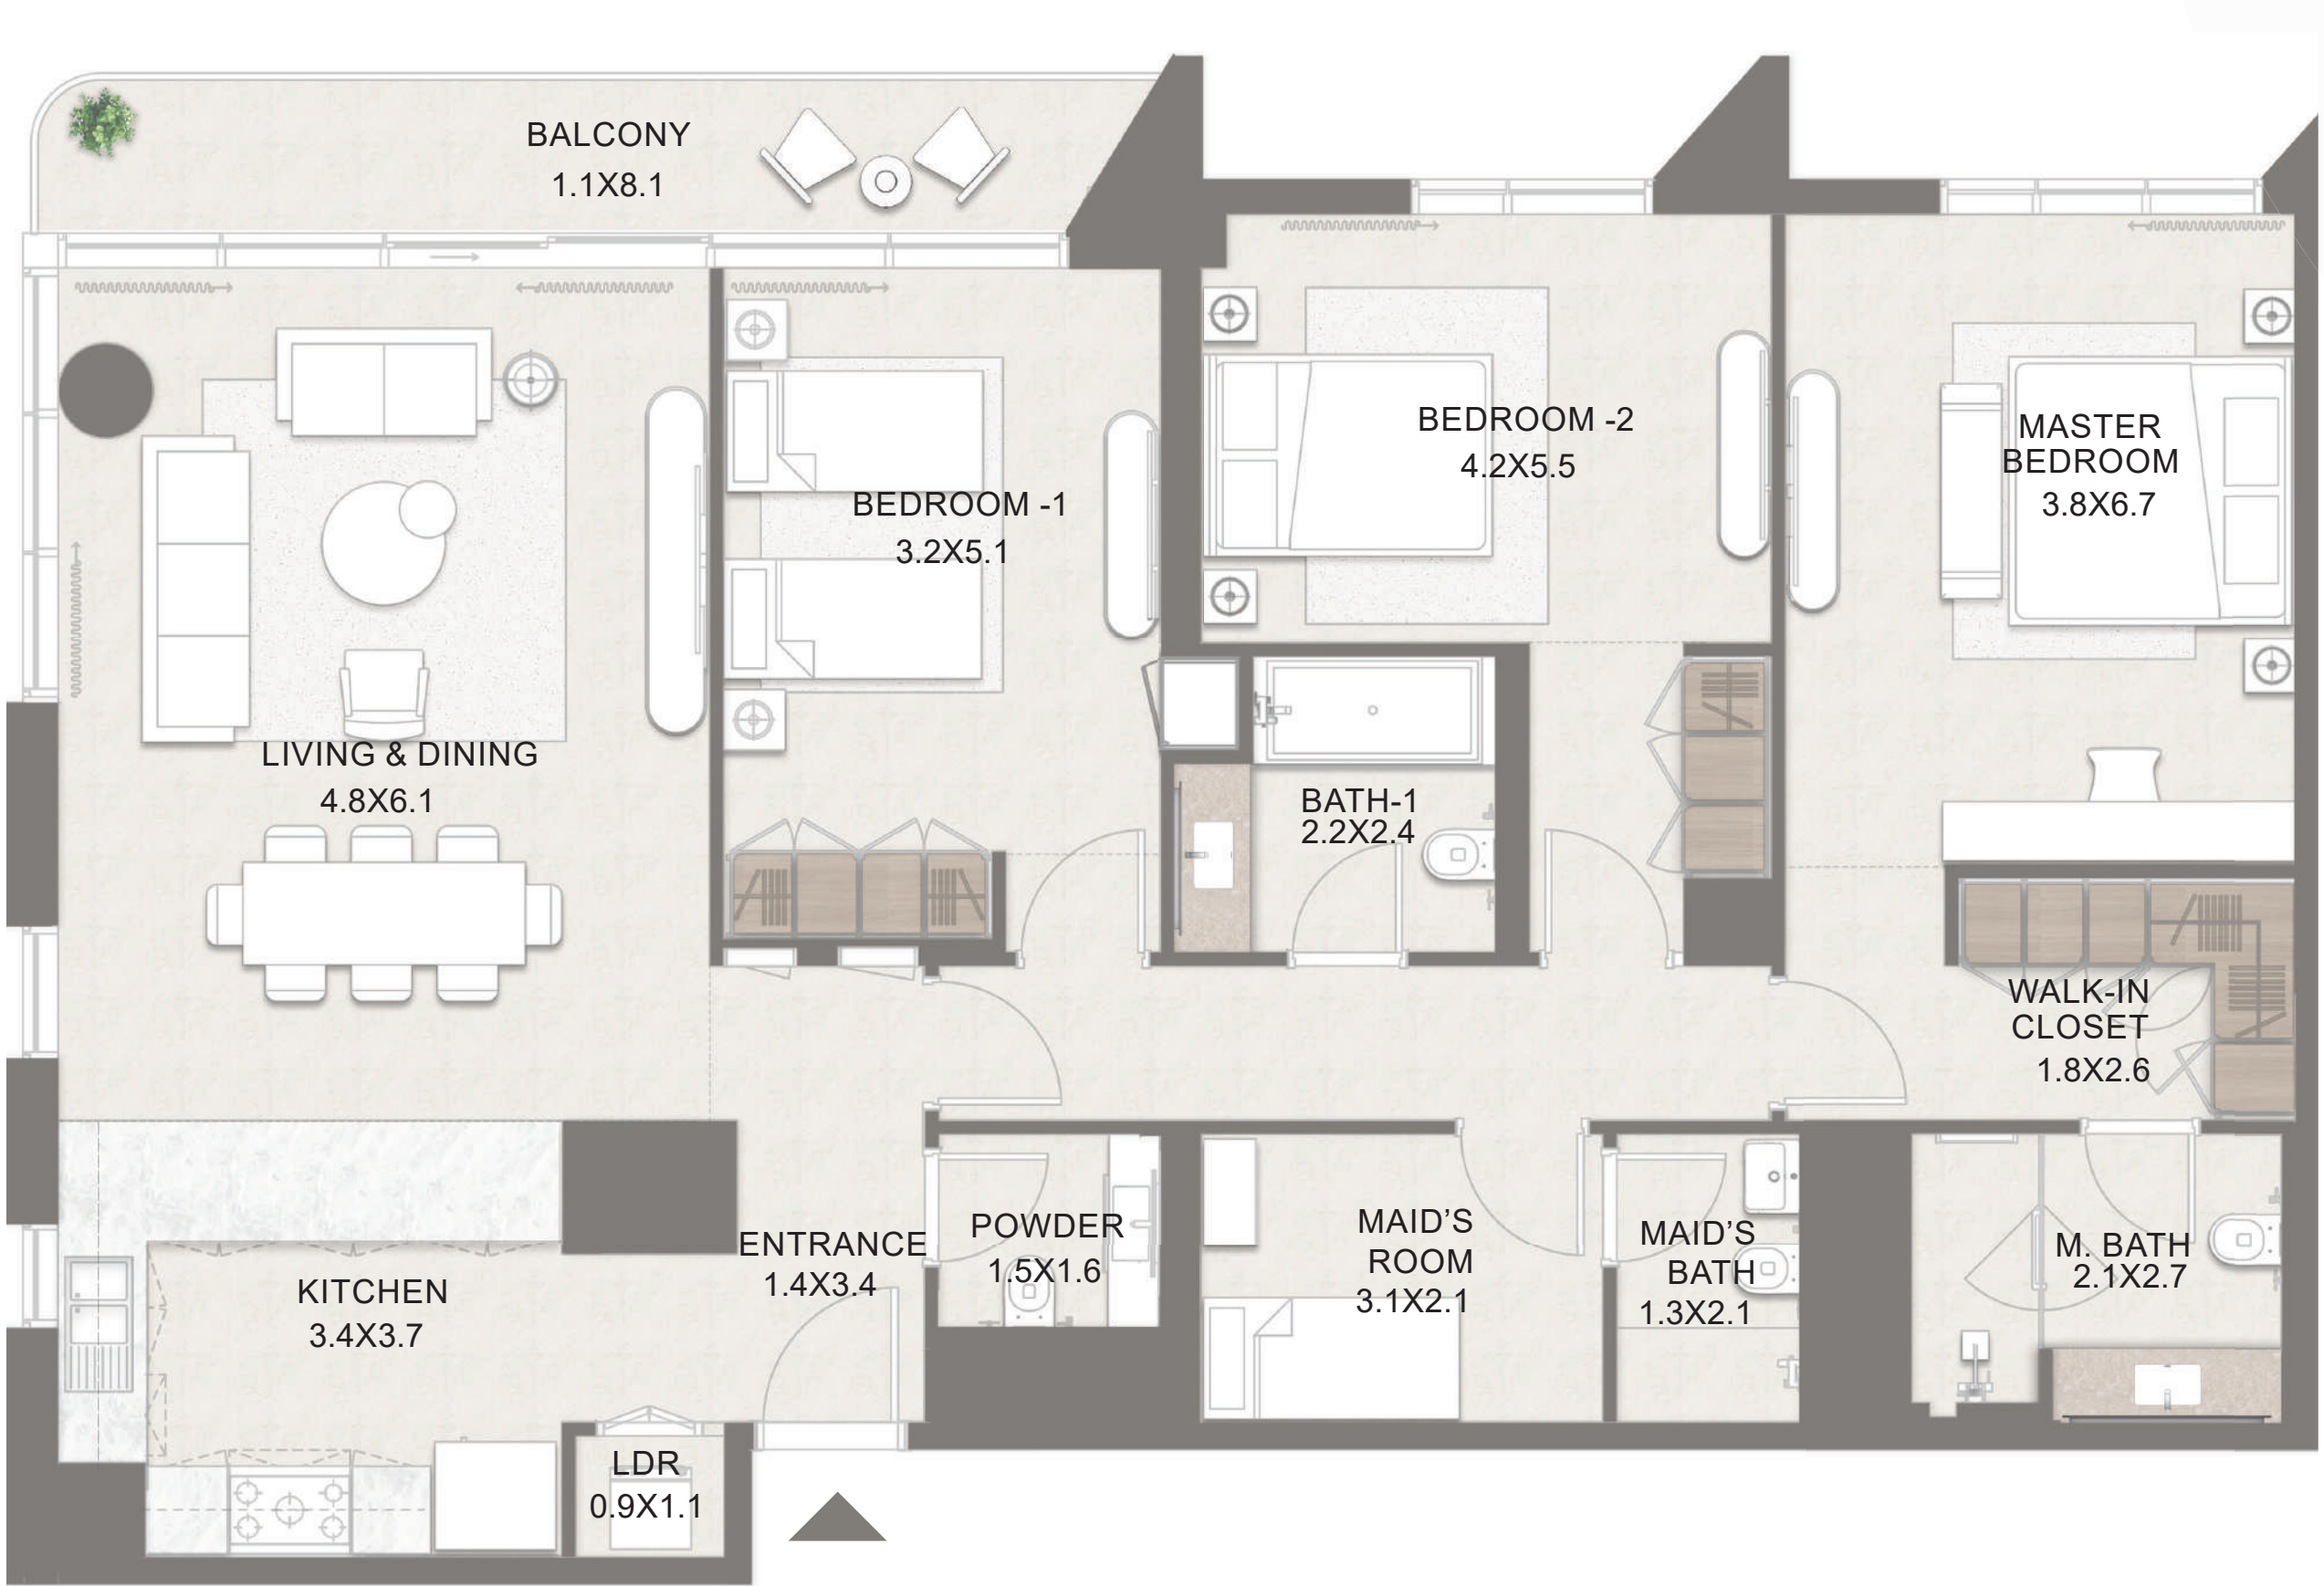 BALCONY
1.1X8.1
BEDROOM -2
4.2X5.5
MASTER
BEDROOM
3.8X6.7
BEDROOM -1
3.2X5.1
LIVING & DINING
4.8X6.1
BATH-1
2.2X2.4
WALK-IN
CLOSET
1.8X2.6
ENTRANCE
1.4X3.4
POWDER
1.5X1.6
MAID’S
ROOM
3.1X2.1
MAID’S
BATH
1.3X2.1
M. BATH
2.1X2.7
KITCHEN
3.4X3.7
LDR
0.9X1.1